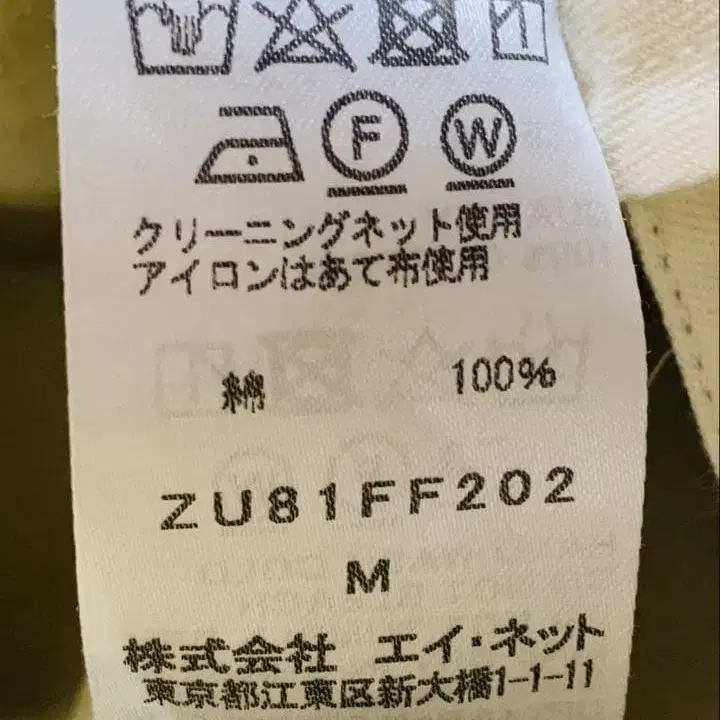 F W
クリーニングネット使用
アイロンはあて布使用
綿 100%
ZU81FF202
M
株式会社 エイ・ネット
東京都江東区新大橋1-1-11